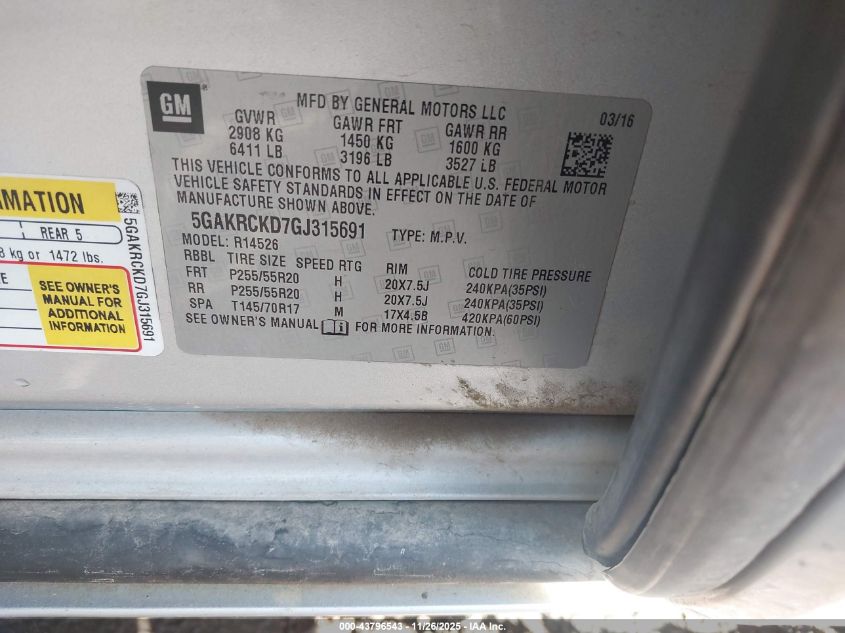 GM
MFD BY GENERAL MOTORS LLC
03/16
GVWR GAWR FRT GAWR RR
2908 KG 1450 KG 1600 KG
6411 LB 3196 LB 3527 LB
THIS VEHICLE CONFORMS TO ALL APPLICABLE U.S. FEDERAL MOTOR
VEHICLE SAFETY STANDARDS IN EFFECT ON THE DATE OF
MANUFACTURE SHOWN ABOVE.
5GAKRCKD7GJ315691 TYPE: M.P.V.
MODEL: R14526
RBBL TIRE SIZE SPEED RTG RIM COLD TIRE PRESSURE
FRT P255/55R20 H 20X7.5J 240KPA(35PSI)
RR P255/55R20 H 20X7.5J 240KPA(35PSI)
SPA T145/70R17 M 17X4.5B 420KPA(60PSI)
SEE OWNER'S MANUAL FOR MORE INFORMATION.
REAR 5
kg or 1472 lbs.
SEE OWNER'S
MANUAL FOR
ADDITIONAL
INFORMATION
5GAKRCKD7GJ315691
000-43796543 - 11/26/2025 - IAAI.COM